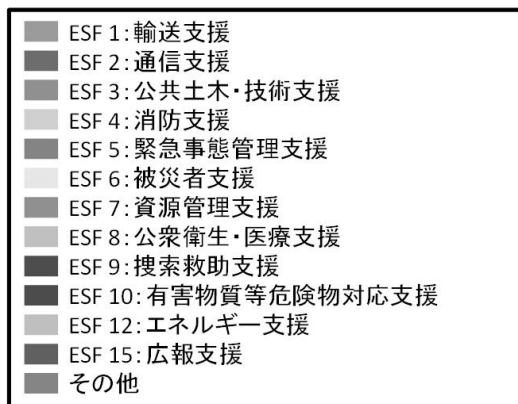 ESF 1:輸送支援
ESF 2:通信支援
ESF 3:公共土木・技術支援
ESF 4:消防支援
ESF 5:緊急事態管理支援
ESF 6:被災者支援
ESF 7:資源管理支援
ESF 8:公衆衛生・医療支援
ESF 9:捜索救助支援
ESF 10:有害物質等危険物対応支援
ESF 12:エネルギー支援
ESF 15:広報支援
その他